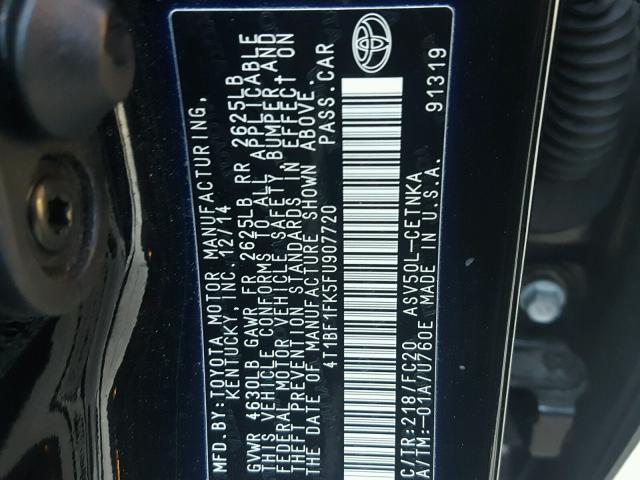 MFD. BY: TOYOTA MOTOR MANUFACTURING,
KENTUCKY, INC. 12/14
GVWR 4630LB GAWR FR 2625LB RR 2625LB
THIS VEHICLE CONFORMS TO ALL APPLICABLE
FEDERAL MOTOR VEHICLE SAFETY BUMPER, AND
THEFT PREVENTION STANDARDS IN EFFECT ON
THE DATE OF MANUFACTURE SHOWN ABOVE.
4T1BF1FK5FU907720 PASS. CAR
C/TR: 218/FC20 ASV50L-CETNKA
A/TM: -01A/U760E MADE IN U.S.A.
91319